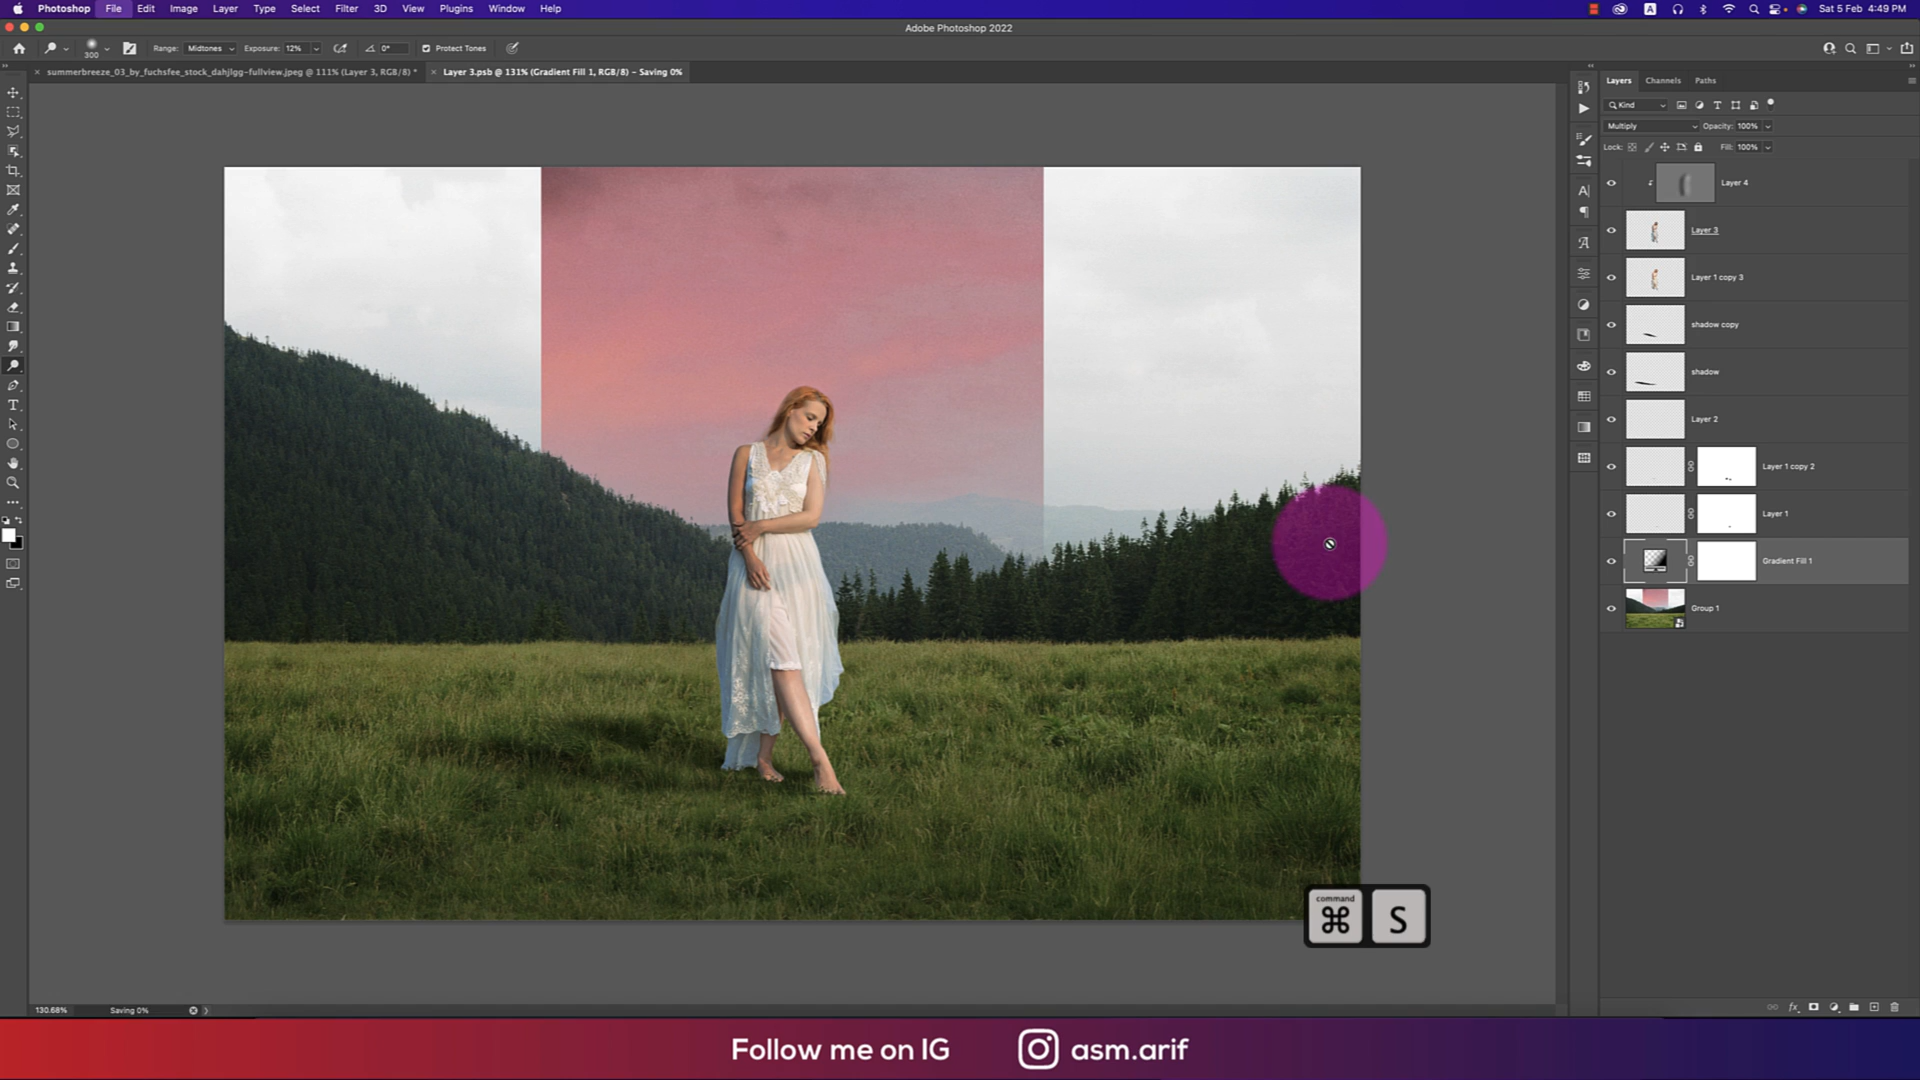 Photoshop File Edit Image Layer Type Select Filter 3D View Plugins Window Help
A Sat 5 Feb 4:49 PM
Adobe Photoshop 2022
300 Range: Midtones Exposure: 12% 0° Protect Tones
summerbreeze_03_by_fuchsfee_stock_dahjlgg-fullview.jpeg @ 111% (Layer 3, RGB/8) *
Layer 3.psb @ 131% (Gradient Fill 1, RGB/8) - Saving 0%
Layers Channels Paths
Kind
Multiply Opacity: 100%
Lock: Fill: 100%
Layer 4
Layer 3
Layer 1 copy 3
shadow copy
shadow
Layer 2
Layer 1 copy 2
Layer 1
Gradient Fill 1
Group 1
command
⌘ S
130.68% Saving 0%
fx
Follow me on IG asm.arif